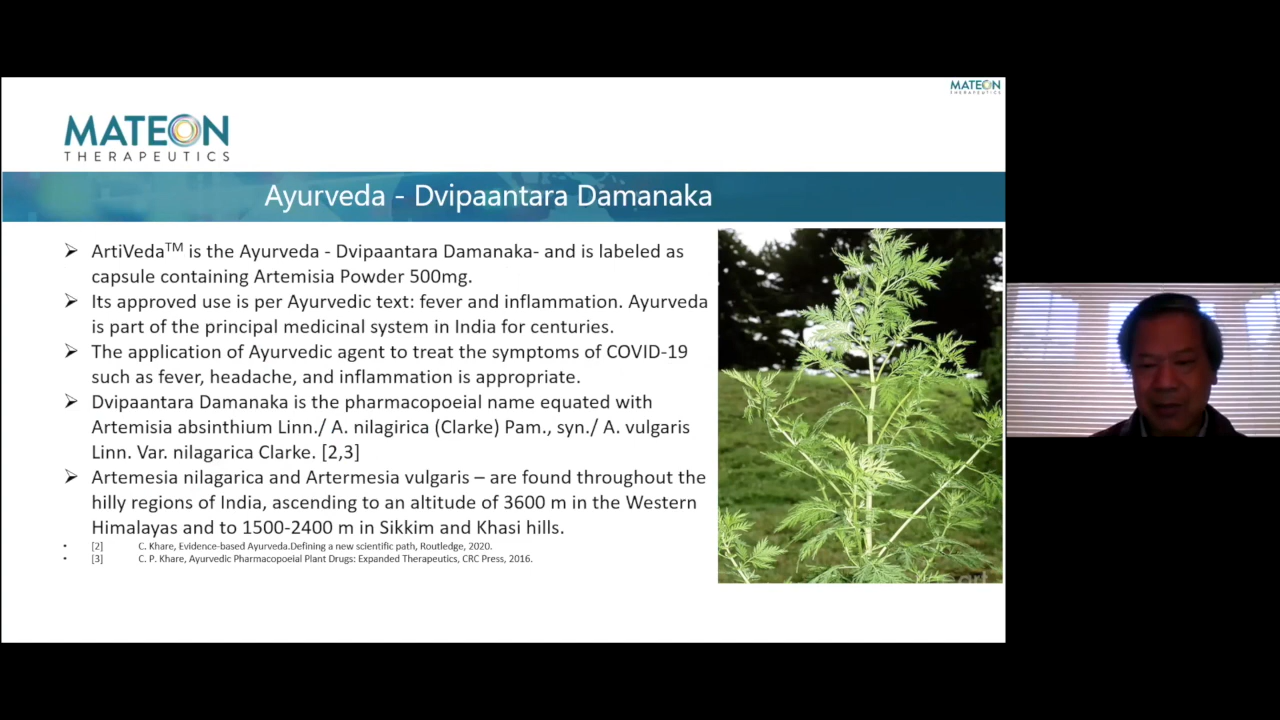 MATEON
THERAPEUTICS
MATEON
THERAPEUTICS
Ayurveda - Dvipaantara Damanaka
➢ ArtiVeda™ is the Ayurveda - Dvipaantara Damanaka- and is labeled as
capsule containing Artemisia Powder 500mg.
➢ Its approved use is per Ayurvedic text: fever and inflammation. Ayurveda
is part of the principal medicinal system in India for centuries.
➢ The application of Ayurvedic agent to treat the symptoms of COVID-19
such as fever, headache, and inflammation is appropriate.
➢ Dvipaantara Damanaka is the pharmacopoeial name equated with
Artemisia absinthium Linn./ A. nilagirica (Clarke) Pam., syn./ A. vulgaris
Linn. Var. nilagarica Clarke. [2,3]
➢ Artemesia nilagarica and Artermesia vulgaris – are found throughout the
hilly regions of India, ascending to an altitude of 3600 m in the Western
Himalayas and to 1500-2400 m in Sikkim and Khasi hills.
• [2] C. Khare, Evidence-based Ayurveda.Defining a new scientific path, Routledge, 2020.
• [3] C. P. Khare, Ayurvedic Pharmacopoeial Plant Drugs: Expanded Therapeutics, CRC Press, 2016.